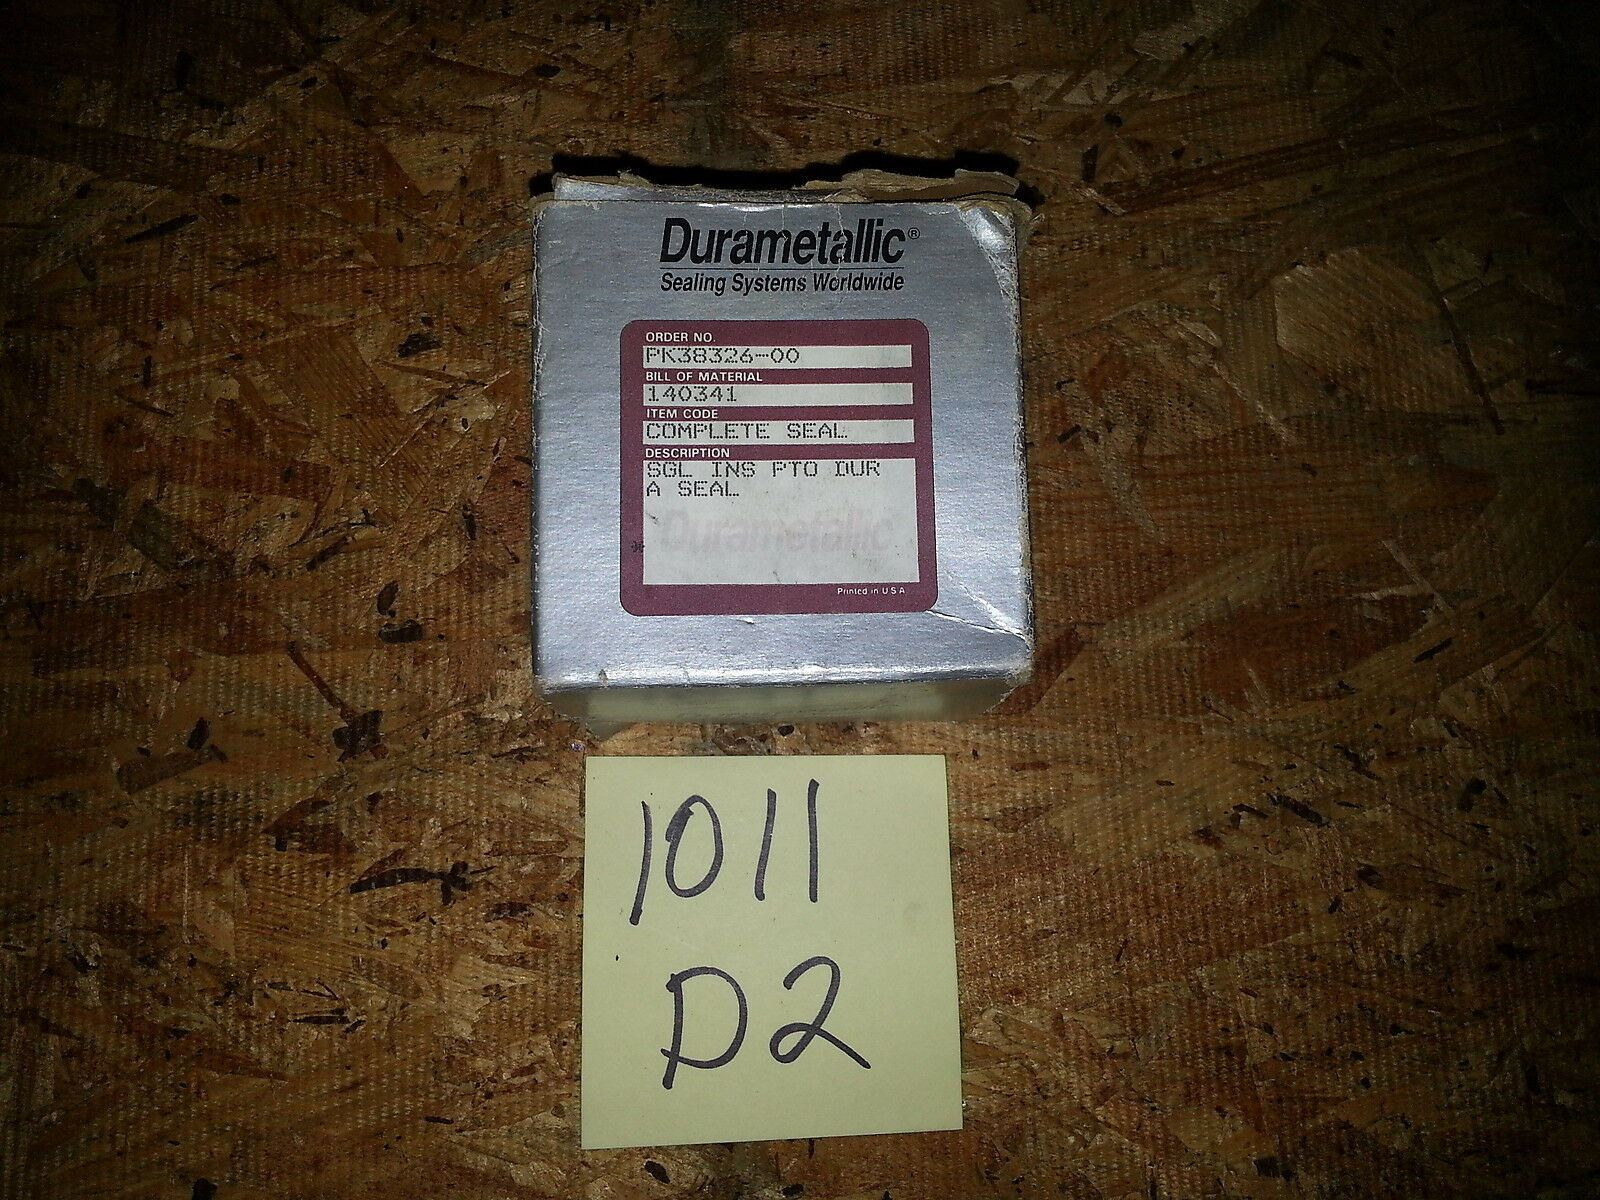 Durametallic®
Sealing Systems Worldwide
ORDER NO.
PK38326-00
BILL OF MATERIAL
140341
ITEM CODE
COMPLETE SEAL
DESCRIPTION
SGL INS PTO DUR
A SEAL
Durametallic
Printed in U S A
1011
D2